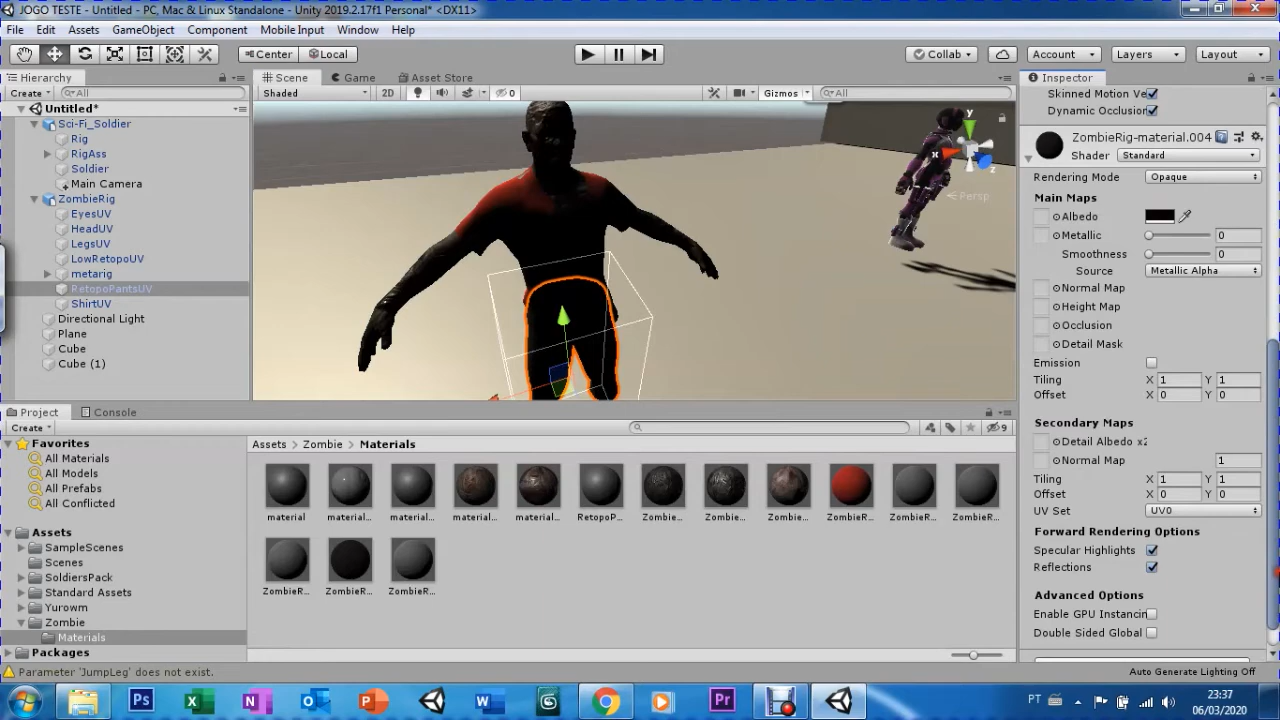 JOGO TESTE - Untitled - PC, Mac & Linux Standalone - Unity 2019.2.17f1 Personal* <DX11>
File Edit Assets GameObject Component Mobile Input Window Help
Center Local Collab Account Layers Layout
Hierarchy Scene Game Asset Store Inspector
Create All Shaded 2D 0 Gizmos All
Skinned Motion Ve
Dynamic Occlusion
Untitled*
Sci-Fi_Soldier
Rig
RigAss
Soldier
Main Camera
ZombieRig
EyesUV
HeadUV
LegsUV
LowRetopoUV
metarig
RetopoPantsUV
ShirtUV
Directional Light
Plane
Cube
Cube (1)
y
x
z
Persp
ZombieRig-material.004
Shader Standard
Rendering Mode Opaque
Main Maps
Albedo
Metallic 0
Smoothness 0
Source Metallic Alpha
Normal Map
Height Map
Occlusion
Detail Mask
Emission
Tiling X 1 Y 1
Offset X 0 Y 0
Secondary Maps
Detail Albedo x2
Normal Map 1
Tiling X 1 Y 1
Offset X 0 Y 0
UV Set UV0
Forward Rendering Options
Specular Highlights
Reflections
Advanced Options
Enable GPU Instancin
Double Sided Global
Project Console
Create 9
Favorites
All Materials
All Models
All Prefabs
All Conflicted
Assets
SampleScenes
Scenes
SoldiersPack
Standard Assets
Yurowm
Zombie
Materials
Packages
Assets Zombie Materials
material material... material... material... material... RetopoP... Zombie... Zombie... Zombie... ZombieR... ZombieR... ZombieR...
ZombieR... ZombieR... ZombieR...
Parameter 'JumpLeg' does not exist.
Auto Generate Lighting Off
Ps X N O P W Pr
PT
23:37
06/03/2020